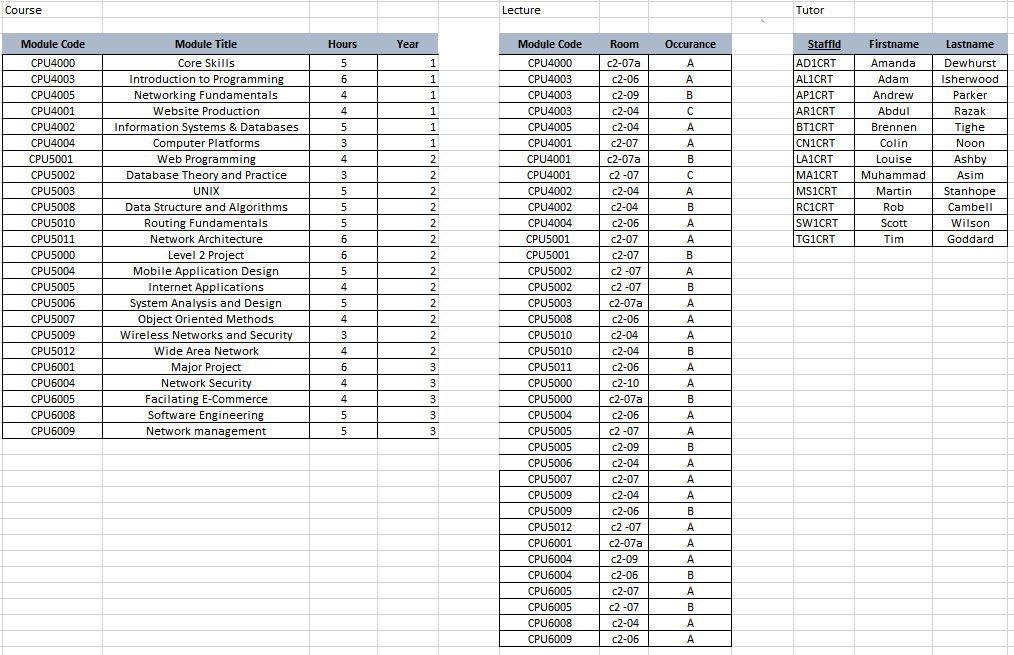 Course Lecture Tutor
Module Code Module Title Hours Year Module Code Room Occurance StaffId Firstname Lastname
CPU4000 Core Skills 5 1 CPU4000 c2-07a A AD1CRT Amanda Dewhurst
CPU4003 Introduction to Programming 6 1 CPU4003 c2-06 A AL1CRT Adam Isherwood
CPU4005 Networking Fundamentals 4 1 CPU4003 c2-09 B AP1CRT Andrew Parker
CPU4001 Website Production 4 1 CPU4003 c2-04 C AR1CRT Abdul Razak
CPU4002 Information Systems & Databases 5 1 CPU4005 c2-04 A BT1CRT Brennen Tighe
CPU4004 Computer Platforms 3 1 CPU4001 c2-07 A CN1CRT Colin Noon
CPU5001 Web Programming 4 2 CPU4001 c2-07a B LA1CRT Louise Ashby
CPU5002 Database Theory and Practice 3 2 CPU4001 c2 -07 C MA1CRT Muhammad Asim
CPU5003 UNIX 5 2 CPU4002 c2-04 A MS1CRT Martin Stanhope
CPU5008 Data Structure and Algorithms 5 2 CPU4002 c2-04 B RC1CRT Rob Cambell
CPU5010 Routing Fundamentals 5 2 CPU4004 c2-06 A SW1CRT Scott Wilson
CPU5011 Network Architecture 6 2 CPU5001 c2-07 A TG1CRT Tim Goddard
CPU5000 Level 2 Project 6 2 CPU5001 c2-07 B
CPU5004 Mobile Application Design 5 2 CPU5002 c2 -07 A
CPU5005 Internet Applications 4 2 CPU5002 c2 -07 B
CPU5006 System Analysis and Design 5 2 CPU5003 c2-07a A
CPU5007 Object Oriented Methods 4 2 CPU5008 c2-06 A
CPU5009 Wireless Networks and Security 3 2 CPU5010 c2-04 A
CPU5012 Wide Area Network 4 2 CPU5010 c2-04 B
CPU6001 Major Project 6 3 CPU5011 c2-06 A
CPU6004 Network Security 4 3 CPU5000 c2-10 A
CPU6005 Facilating E-Commerce 4 3 CPU5000 c2-07a B
CPU6008 Software Engineering 5 3 CPU5004 c2-06 A
CPU6009 Network management 5 3 CPU5005 c2 -07 A
CPU5005 c2-09 B
CPU5006 c2-04 A
CPU5007 c2-07 A
CPU5009 c2-04 A
CPU5009 c2-06 B
CPU5012 c2 -07 A
CPU6001 c2-07a A
CPU6004 c2-09 A
CPU6004 c2-06 B
CPU6005 c2-07 A
CPU6005 c2 -07 B
CPU6008 c2-04 A
CPU6009 c2-06 A